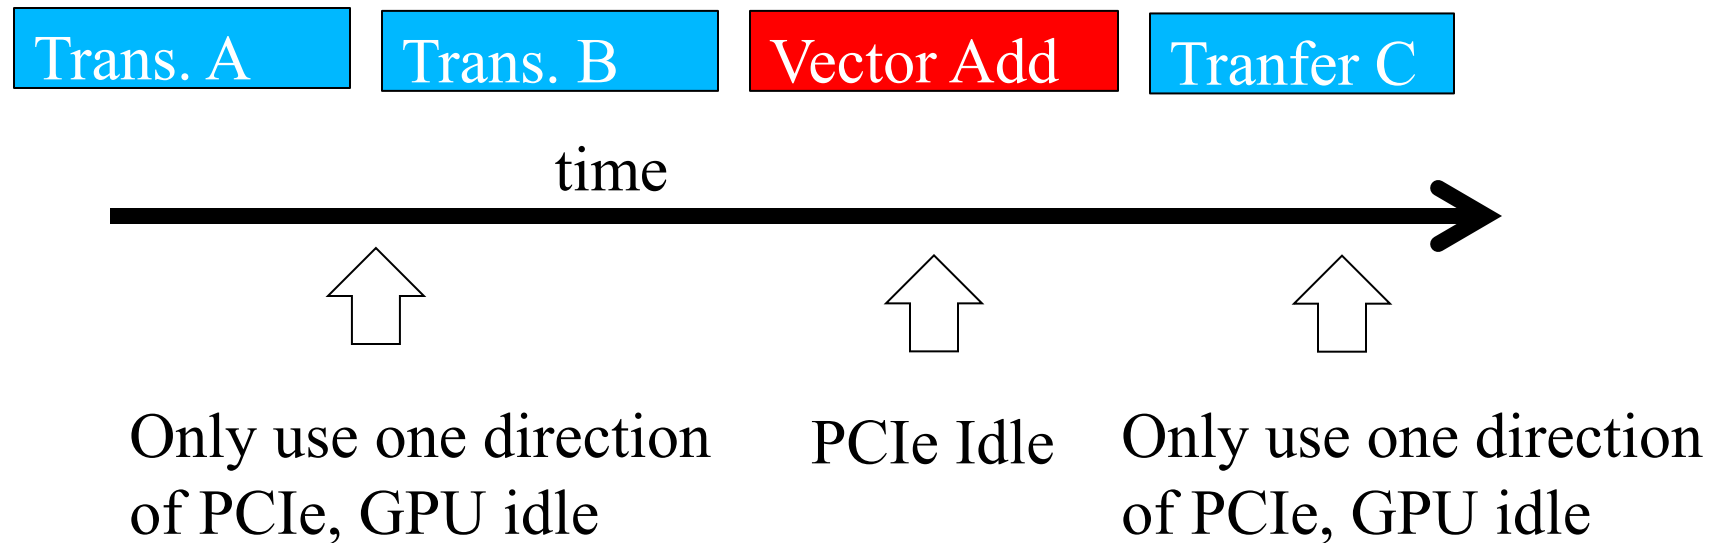 Trans. A
Trans. B
Vector Add
Tranfer C
time
Only use one direction
of PCIe, GPU idle
PCIe Idle
Only use one direction
of PCIe, GPU idle